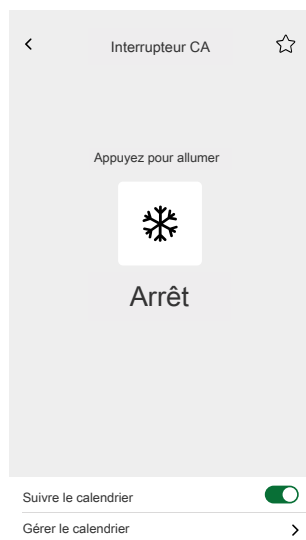 Interrupteur CA
Appuyez pour allumer
Arrêt
Suivre le calendrier
Gérer le calendrier